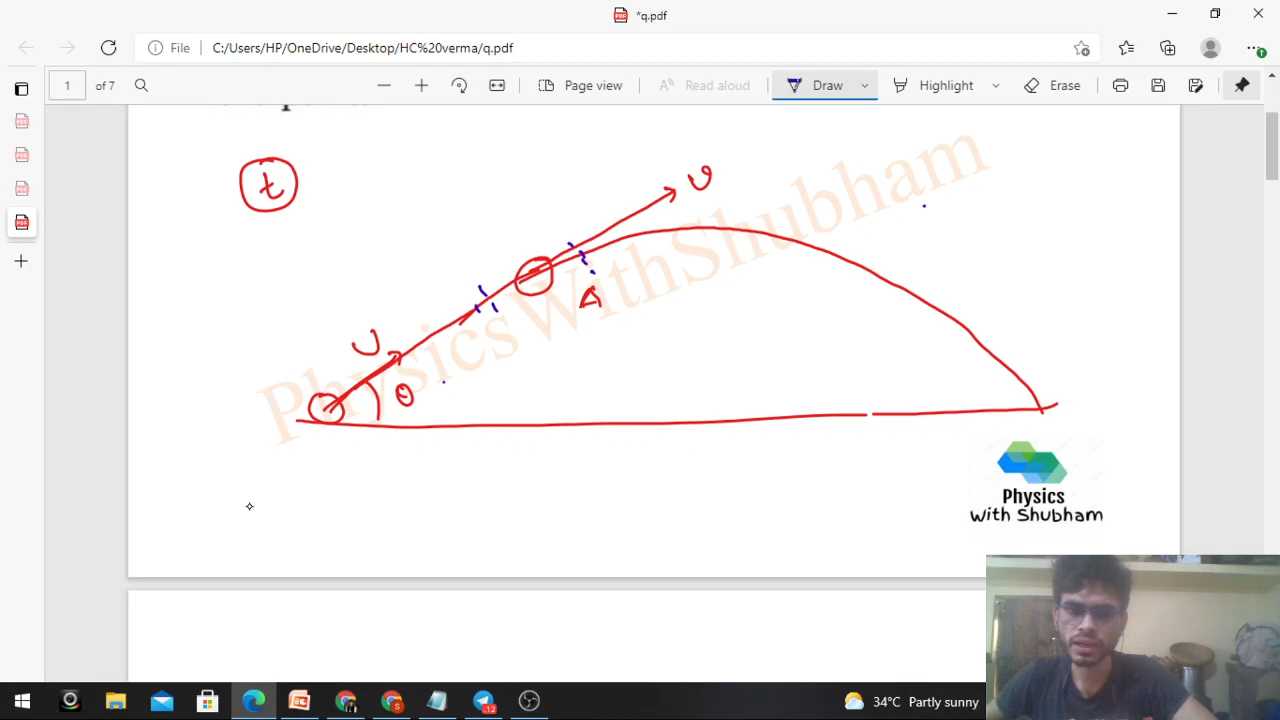 *q.pdf
File
C:/Users/HP/OneDrive/Desktop/HC%20verma/q.pdf
1 of 7
Page view
Read aloud
Draw
Highlight
Erase
t
v
A
U
θ
PhysicsWithShubham
Physics
With Shubham
12
34°C Partly sunny